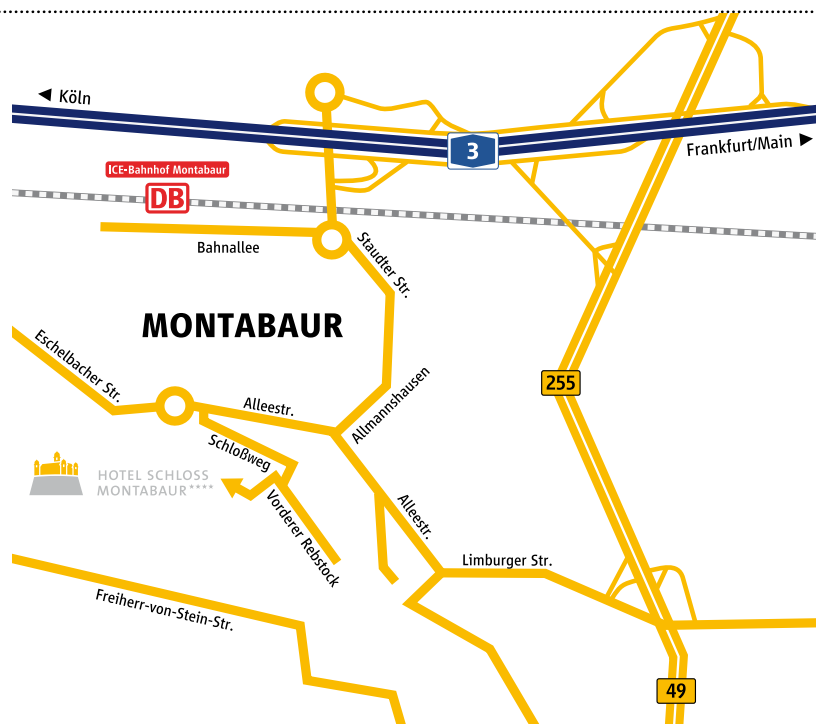 Köln
3
Frankfurt/Main
ICE-Bahnhof Montabaur
DB
Bahnallee
Staudter Str.
MONTABAUR
Eschelbacher Str.
255
Allmannshausen
Alleestr.
Schloßweg
HOTEL SCHLOSS
MONTABAUR****
Vorderer Rebstock
Alleestr.
Limburger Str.
Freiherr-von-Stein-Str.
49